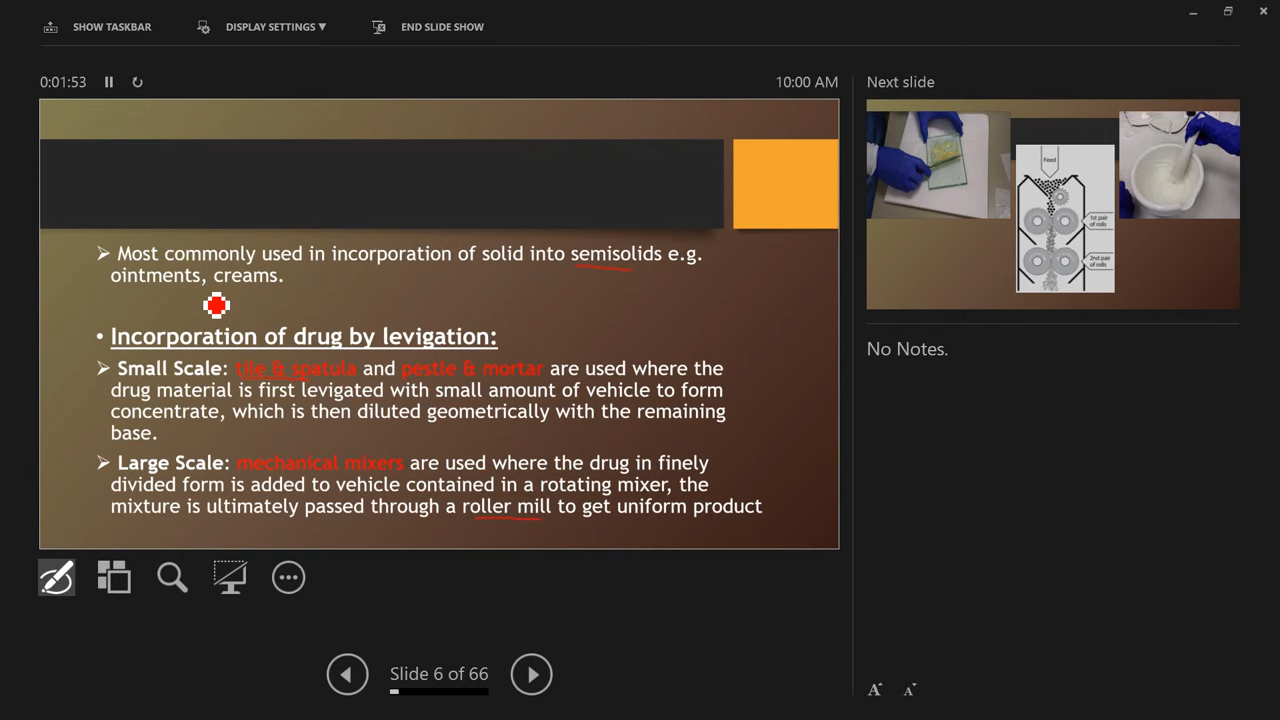 SHOW TASKBAR
DISPLAY SETTINGS ▼
END SLIDE SHOW
0:01:53
10:00 AM
Most commonly used in incorporation of solid into semisolids e.g.
ointments, creams.
• Incorporation of drug by levigation:
Small Scale: tile & spatula and pestle & mortar are used where the
drug material is first levigated with small amount of vehicle to form
concentrate, which is then diluted geometrically with the remaining
base.
Large Scale: mechanical mixers are used where the drug in finely
divided form is added to vehicle contained in a rotating mixer, the
mixture is ultimately passed through a roller mill to get uniform product
Slide 6 of 66
Next slide
Feed
1st pair
of rolls
2nd pair
of rolls
No Notes.
A A